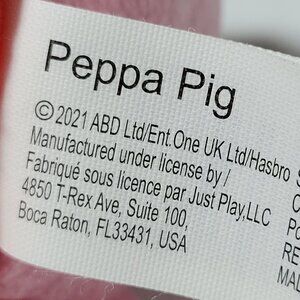 Peppa Pig
©2021 ABD Ltd/Ent.One UK Ltd/Hasbro
Manufactured under license by /
Fabriqué sous licence par Just Play,LLC
4850 T-Rex Ave, Suite 100,
Boca Raton, FL33431, USA